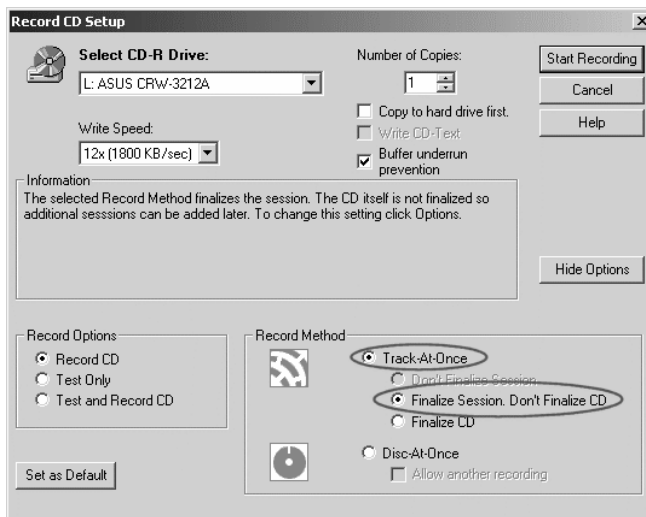 Record CD Setup
Select CD-R Drive:
L: ASUS CRW-3212A
Write Speed:
12x (1800 KB/sec)
Number of Copies:
1
Copy to hard drive first.
Write CD-Text
Buffer underrun
prevention
Start Recording
Cancel
Help
Information
The selected Record Method finalizes the session. The CD itself is not finalized so
additional sesssions can be added later. To change this setting click Options.
Hide Options
Record Options
Record CD
Test Only
Test and Record CD
Set as Default
Record Method
Track-At-Once
Don't Finalize Session.
Finalize Session. Don't Finalize CD
Finalize CD
Disc-At-Once
Allow another recording